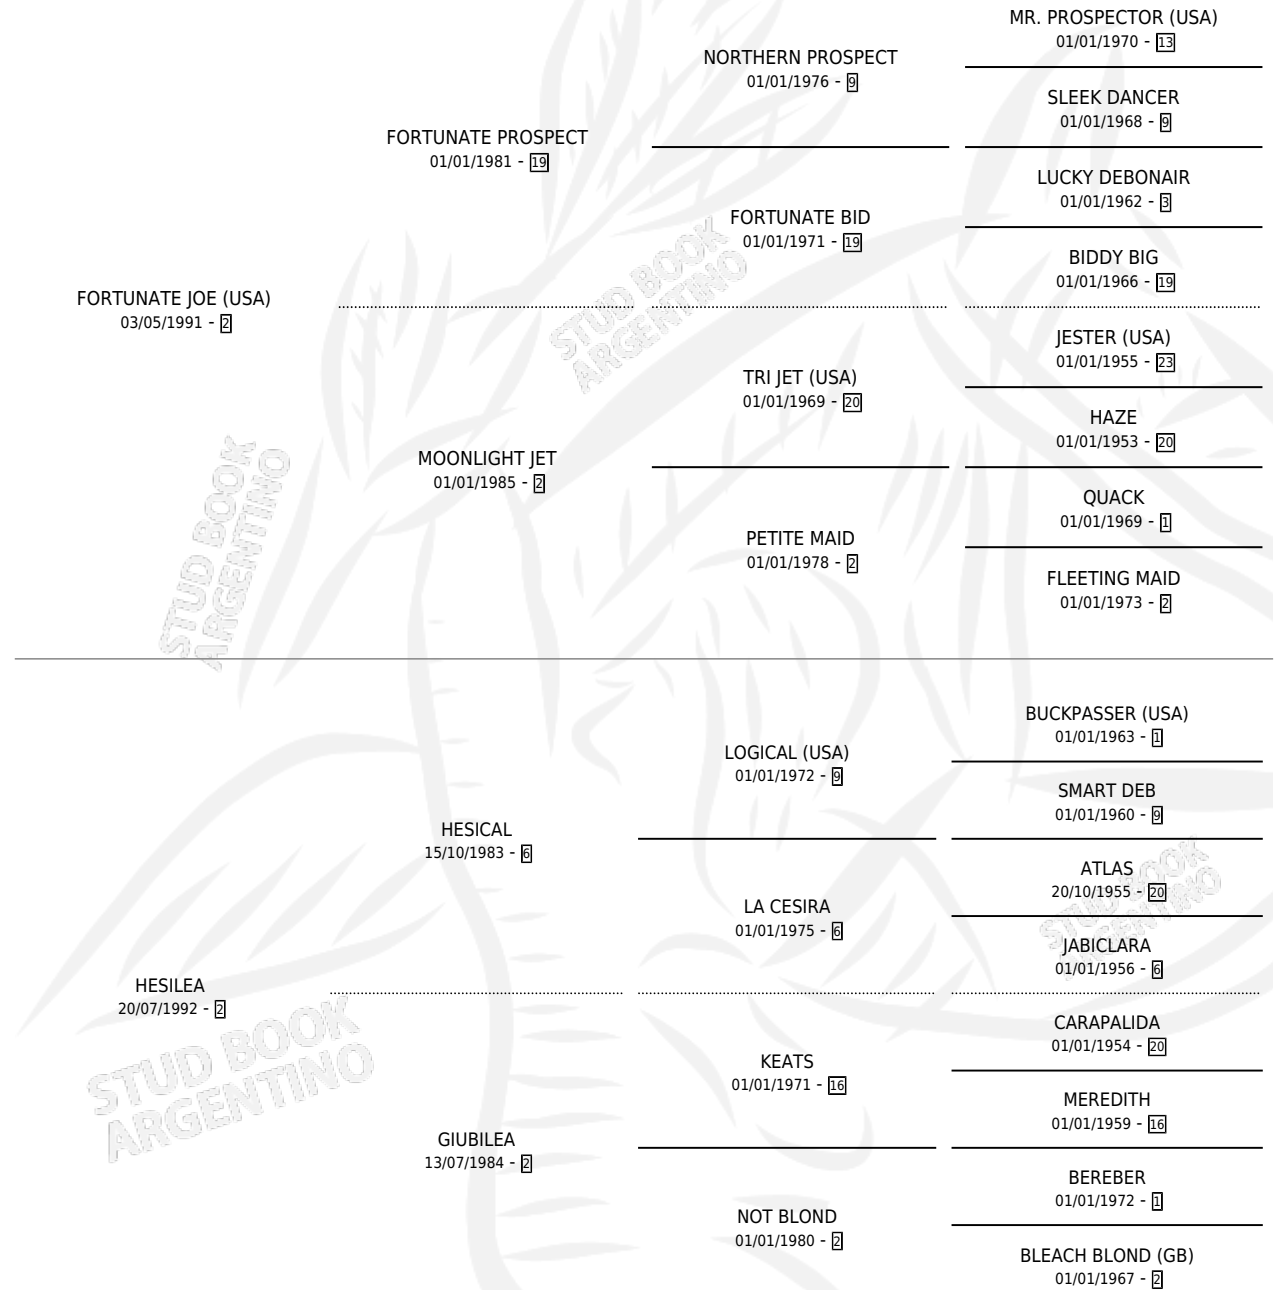 MR. PROSPECTOR (USA)
01/01/1970 - 13
NORTHERN PROSPECT
01/01/1976 - 9
SLEEK DANCER
01/01/1968 - 9
FORTUNATE PROSPECT
01/01/1981 - 19
LUCKY DEBONAIR
01/01/1962 - 3
FORTUNATE BID
01/01/1971 - 19
BIDDY BIG
01/01/1966 - 19
FORTUNATE JOE (USA)
03/05/1991 - 2
STUD BOOK
ARGENTINO
JESTER (USA)
01/01/1955 - 23
TRI JET (USA)
01/01/1969 - 20
HAZE
01/01/1953 - 20
MOONLIGHT JET
01/01/1985 - 2
QUACK
01/01/1969 - 1
PETITE MAID
01/01/1978 - 2
FLEETING MAID
01/01/1973 - 2
STUD BOOK
ARGENTINO
BUCKPASSER (USA)
01/01/1963 - 1
LOGICAL (USA)
01/01/1972 - 9
SMART DEB
01/01/1960 - 9
HESICAL
15/10/1983 - 6
ATLAS
20/10/1955 - 20
LA CESIRA
01/01/1975 - 6
JABICLARA
01/01/1956 - 6
STUD BOOK
ARGENTINO
HESILEA
20/07/1992 - 2
CARAPALIDA
01/01/1954 - 20
KEATS
01/01/1971 - 16
MEREDITH
01/01/1959 - 16
STUD BOOK
ARGENTINO
GIUBILEA
13/07/1984 - 2
BEREBER
01/01/1972 - 1
NOT BLOND
01/01/1980 - 2
BLEACH BLOND (GB)
01/01/1967 - 2